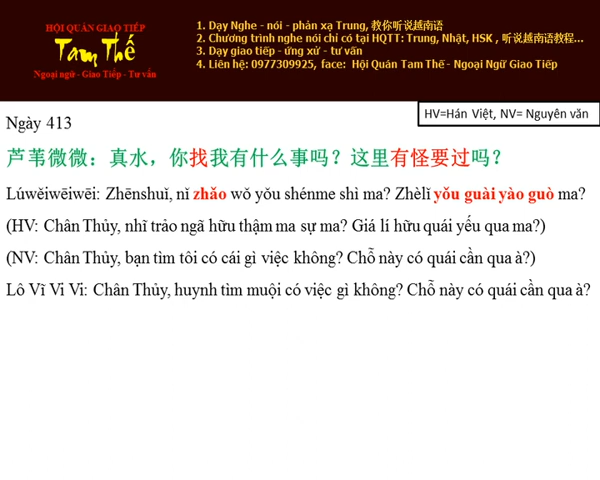 HỘI QUÁN GIAO TIẾP
Tam Thế
Ngoại ngữ - Giao Tiếp - Tư vấn
1. Dạy Nghe - nói - phản xạ Trung, 教你听说越南语
2. Chương trình nghe nói chỉ có tại HQTT: Trung, Nhật, HSK , 听说越南语教程...
3. Dạy giao tiếp - ứng xử - tư vấn
4. Liên hệ: 0977309925, face: Hội Quán Tam Thế - Ngoại Ngữ Giao Tiếp
HV=Hán Việt, NV= Nguyên văn
Ngày 413
芦苇微微：真水，你找我有什么事吗？这里有怪要过吗？
Lúwěiwēiwēi: Zhēnshuǐ, nǐ zhǎo wǒ yǒu shénme shì ma? Zhèlǐ yǒu guài yào guò ma?
(HV: Chân Thủy, nhĩ trảo ngã hữu thậm ma sự ma? Giá lí hữu quái yếu qua ma?)
(NV: Chân Thủy, bạn tìm tôi có cái gì việc không? Chỗ này có quái cần qua à?)
Lô Vĩ Vi Vi: Chân Thủy, huynh tìm muội có việc gì không? Chỗ này có quái cần qua à?